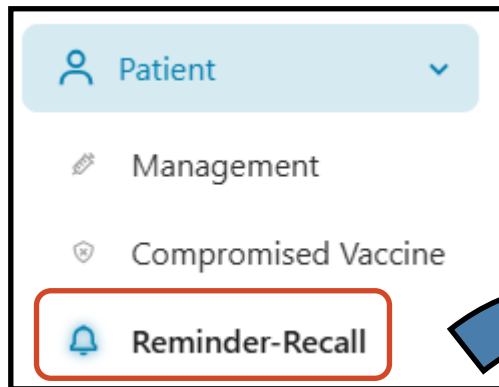 Patient
Management
Compromised Vaccine
Reminder-Recall